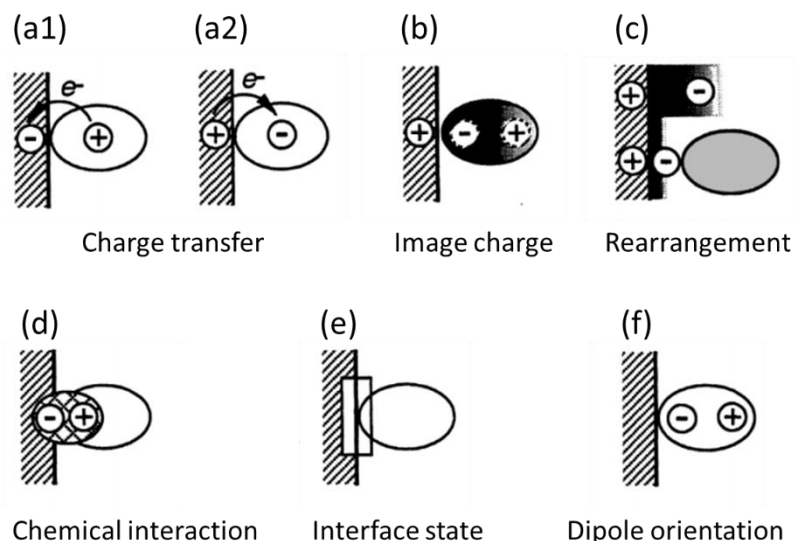 (a1) (a2) (b) (c)
e- e-
- + + - + - + + -
+ -
Charge transfer Image charge Rearrangement
(d) (e) (f)
- + - +
Chemical interaction Interface state Dipole orientation